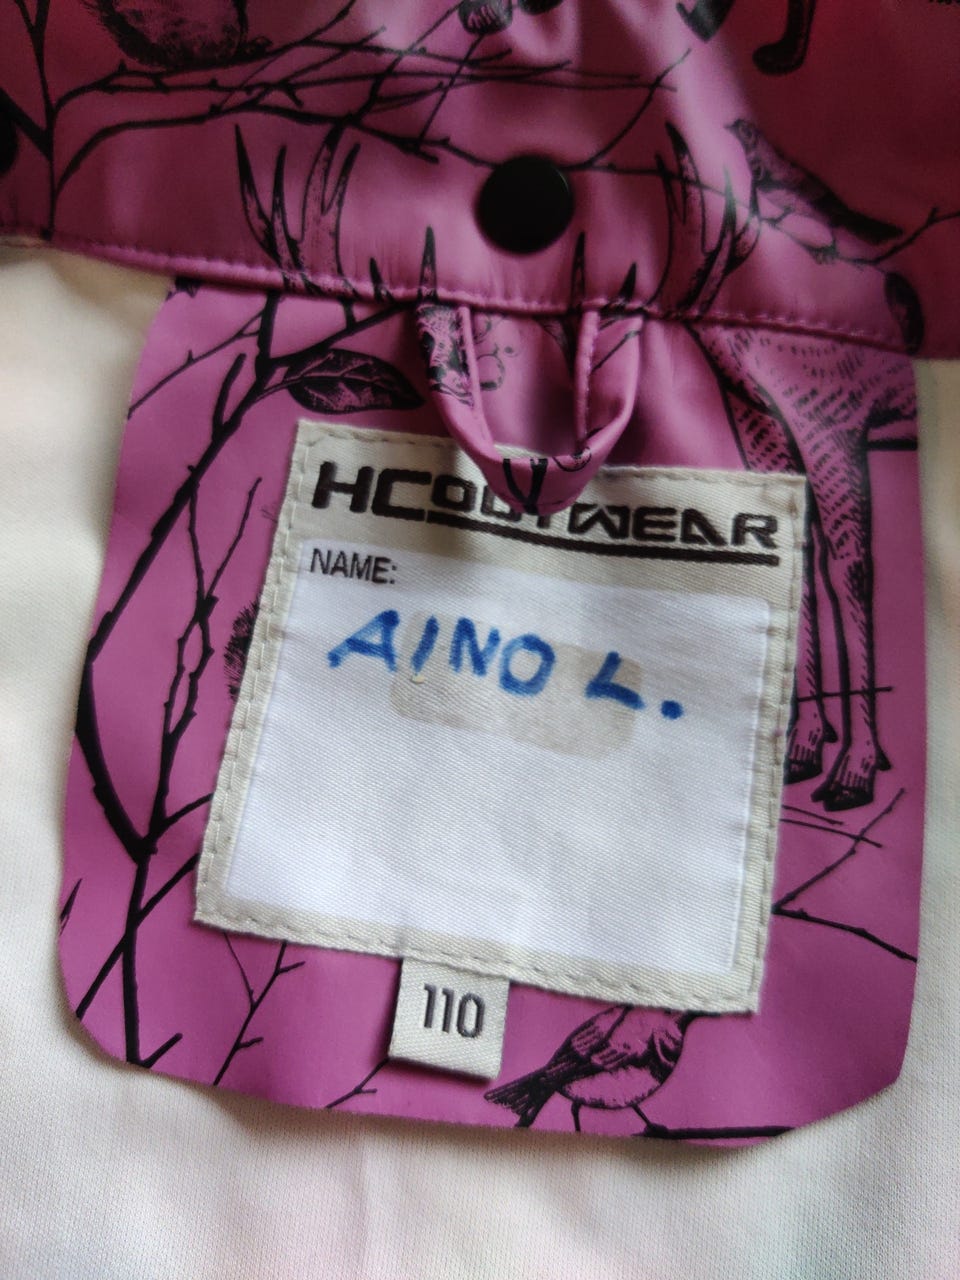 HCOUTWEAR
NAME:
AINO L.
110